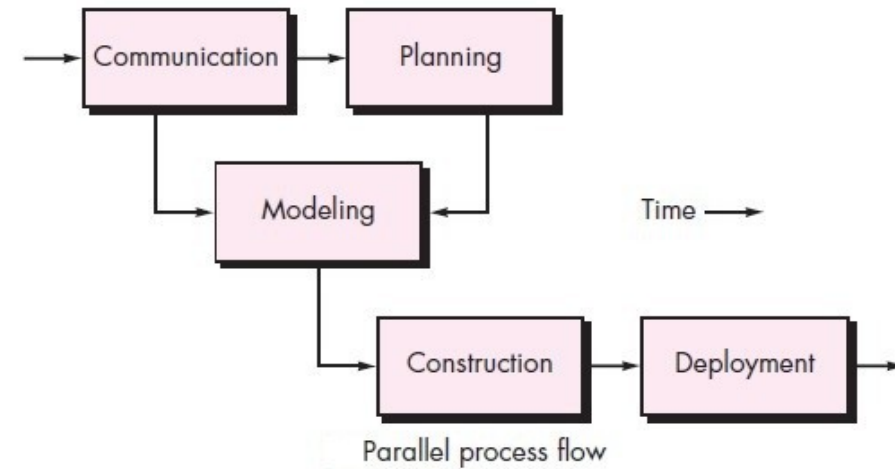 Communication
Planning
Modeling
Time
Construction
Deployment
Parallel process flow